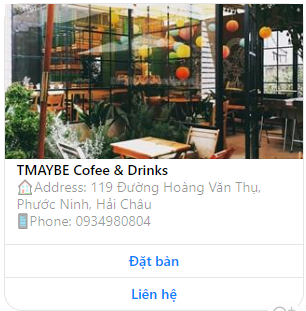 TMAYBE Cofee & Drinks
🏠Address: 119 Đường Hoàng Văn Thụ,
Phước Ninh, Hải Châu
📱Phone: 0934980804
Đặt bàn
Liên hệ